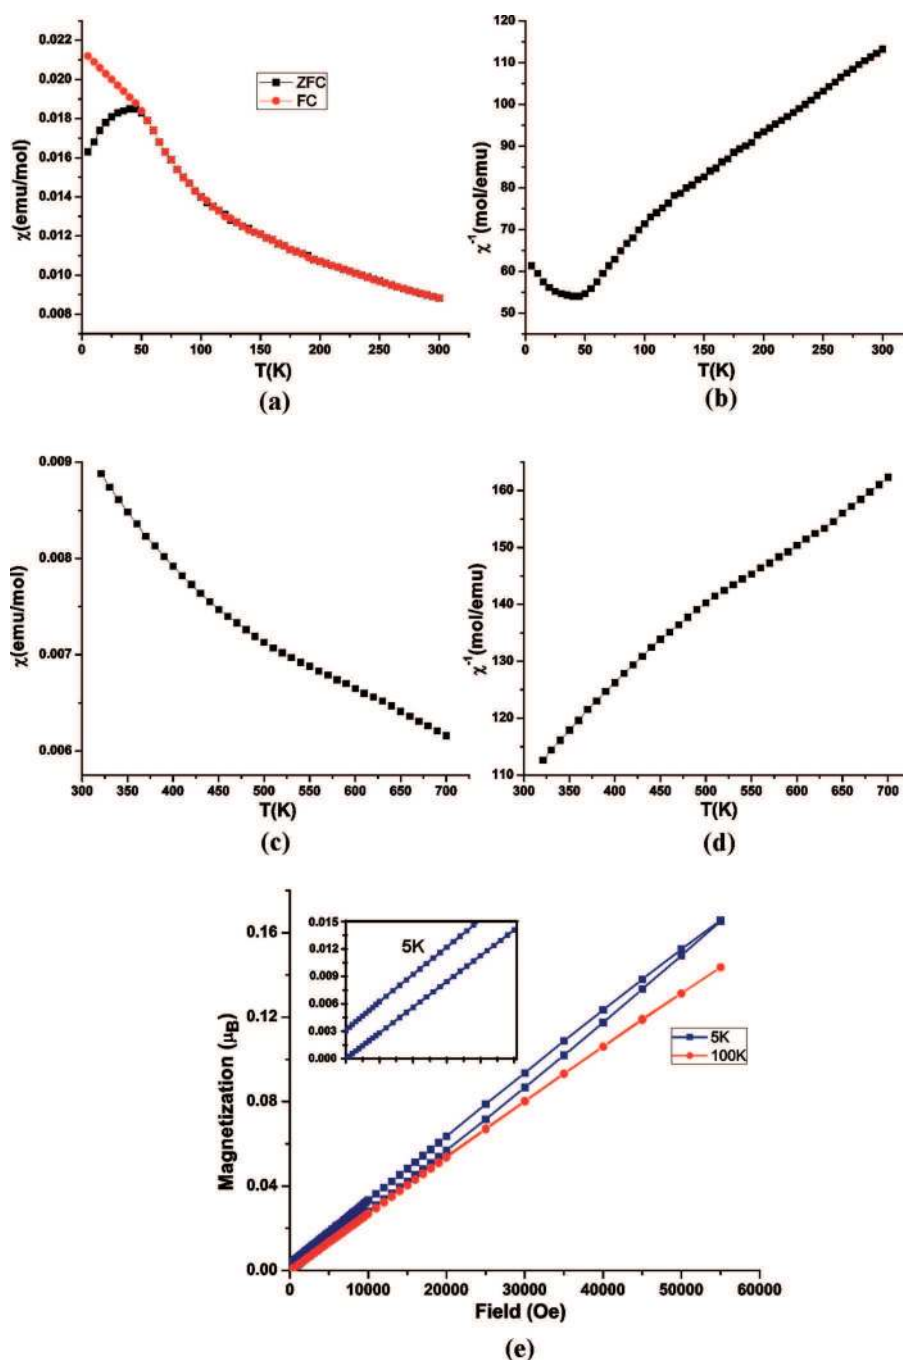 0.022
0.020
0.018
0.016
0.014
0.012
0.010
0.008
χ(emu/mol)
ZFC
FC
0 50 100 150 200 250 300
T(K)
(a)
120
110
100
90
80
70
60
50
χ⁻¹(mol/emu)
0 50 100 150 200 250 300
T(K)
(b)
0.009
0.008
0.007
0.006
χ(emu/mol)
300 350 400 450 500 550 600 650 700
T(K)
(c)
160
150
140
130
120
110
χ⁻¹(mol/emu)
300 350 400 450 500 550 600 650 700
T(K)
(d)
0.16
0.12
0.08
0.04
0.00
Magnetization (μB)
0.015
0.012
0.009
0.006
0.003
0.000
5K
5K
100K
0 10000 20000 30000 40000 50000 60000
Field (Oe)
(e)